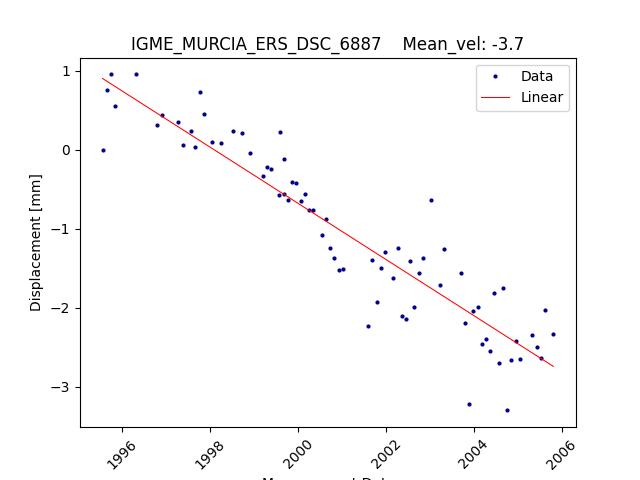 IGME_MURCIA_ERS_DSC_6887    Mean_vel: -3.7
Data
Linear
Displacement [mm]
1
0
−1
−2
−3
1996
1998
2000
2002
2004
2006